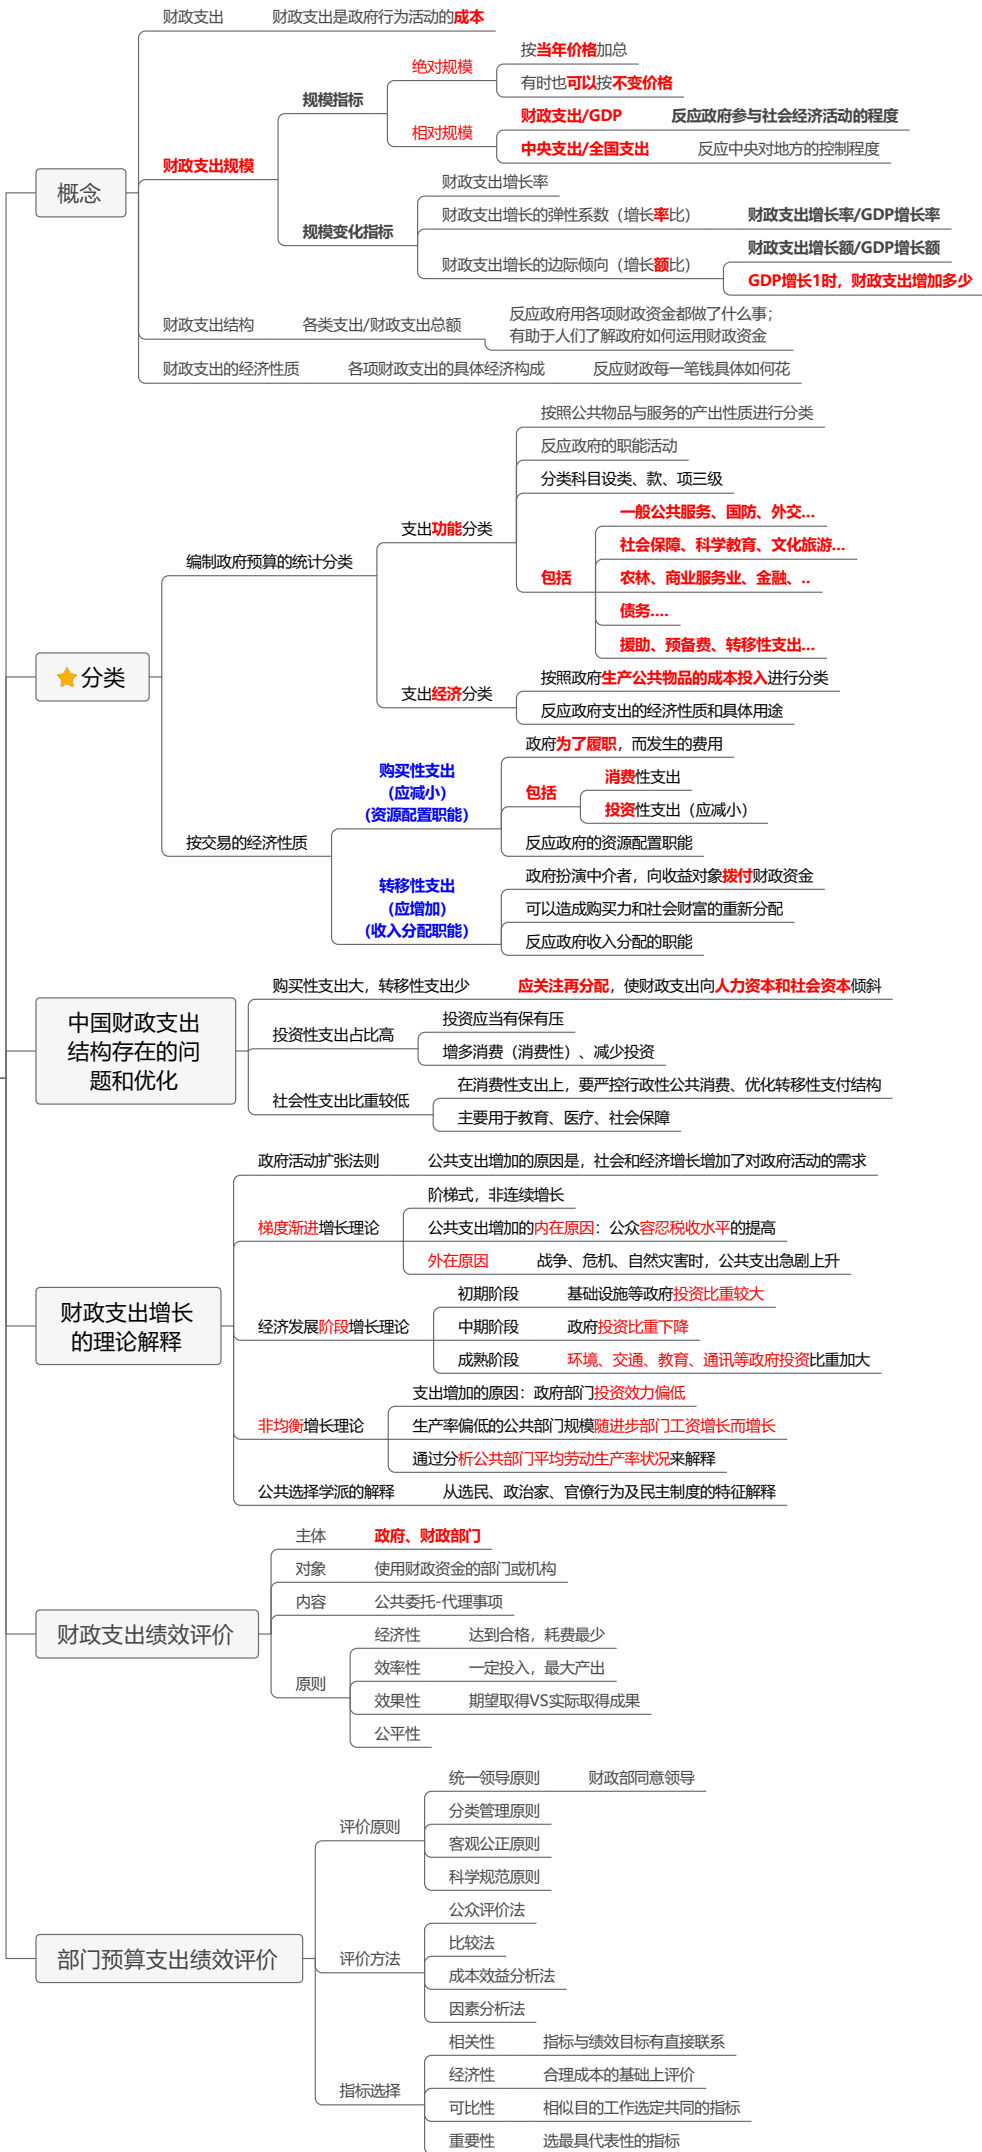 财政支出 财政支出是政府行为活动的成本
按当年价格加总
绝对规模
有时也可以按不变价格
规模指标
财政支出/GDP 反应政府参与社会经济活动的程度
相对规模
中央支出/全国支出 反应中央对地方的控制程度
财政支出规模
概念
财政支出增长率
财政支出增长的弹性系数（增长率比） 财政支出增长率/GDP增长率
规模变化指标
财政支出增长额/GDP增长额
财政支出增长的边际倾向（增长额比）
GDP增长1时，财政支出增加多少
财政支出结构 各类支出/财政支出总额
反应政府用各项财政资金都做了什么事；
有助于人们了解政府如何运用财政资金
财政支出的经济性质 各项财政支出的具体经济构成 反应财政每一笔钱具体如何花
按照公共物品与服务的产出性质进行分类
反应政府的职能活动
分类科目设类、款、项三级
支出功能分类
一般公共服务、国防、外交...
社会保障、科学教育、文化旅游...
包括
农林、商业服务业、金融、..
债务....
援助、预备费、转移性支出...
编制政府预算的统计分类
分类
支出经济分类
按照政府生产公共物品的成本投入进行分类
反应政府支出的经济性质和具体用途
政府为了履职，而发生的费用
购买性支出
（应减小）
（资源配置职能）
包括
消费性支出
投资性支出（应减小）
反应政府的资源配置职能
按交易的经济性质
政府扮演中介者，向收益对象拨付财政资金
转移性支出
（应增加）
（收入分配职能）
可以造成购买力和社会财富的重新分配
反应政府收入分配的职能
购买性支出大，转移性支出少 应关注再分配，使财政支出向人力资本和社会资本倾斜
中国财政支出
结构存在的问
题和优化
投资性支出占比高
投资应当有保有压
增多消费（消费性）、减少投资
社会性支出比重较低
在消费性支出上，要严控行政性公共消费、优化转移性支付结构
主要用于教育、医疗、社会保障
政府活动扩张法则 公共支出增加的原因是，社会和经济增长增加了对政府活动的需求
阶梯式，非连续增长
梯度渐进增长理论
公共支出增加的内在原因：公众容忍税收水平的提高
外在原因 战争、危机、自然灾害时，公共支出急剧上升
财政支出增长
的理论解释
初期阶段 基础设施等政府投资比重较大
经济发展阶段增长理论
中期阶段 政府投资比重下降
成熟阶段 环境、交通、教育、通讯等政府投资比重加大
支出增加的原因：政府部门投资效力偏低
非均衡增长理论
生产率偏低的公共部门规模随进步部门工资增长而增长
通过分析公共部门平均劳动生产率状况来解释
公共选择学派的解释 从选民、政治家、官僚行为及民主制度的特征解释
主体 政府、财政部门
对象 使用财政资金的部门或机构
内容 公共委托-代理事项
财政支出绩效评价
经济性 达到合格，耗费最少
效率性 一定投入，最大产出
原则
效果性 期望取得VS实际取得成果
公平性
统一领导原则 财政部同意领导
分类管理原则
评价原则
客观公正原则
科学规范原则
公众评价法
比较法
部门预算支出绩效评价
评价方法
成本效益分析法
因素分析法
相关性 指标与绩效目标有直接联系
经济性 合理成本的基础上评价
指标选择
可比性 相似目的工作选定共同的指标
重要性 选最具代表性的指标